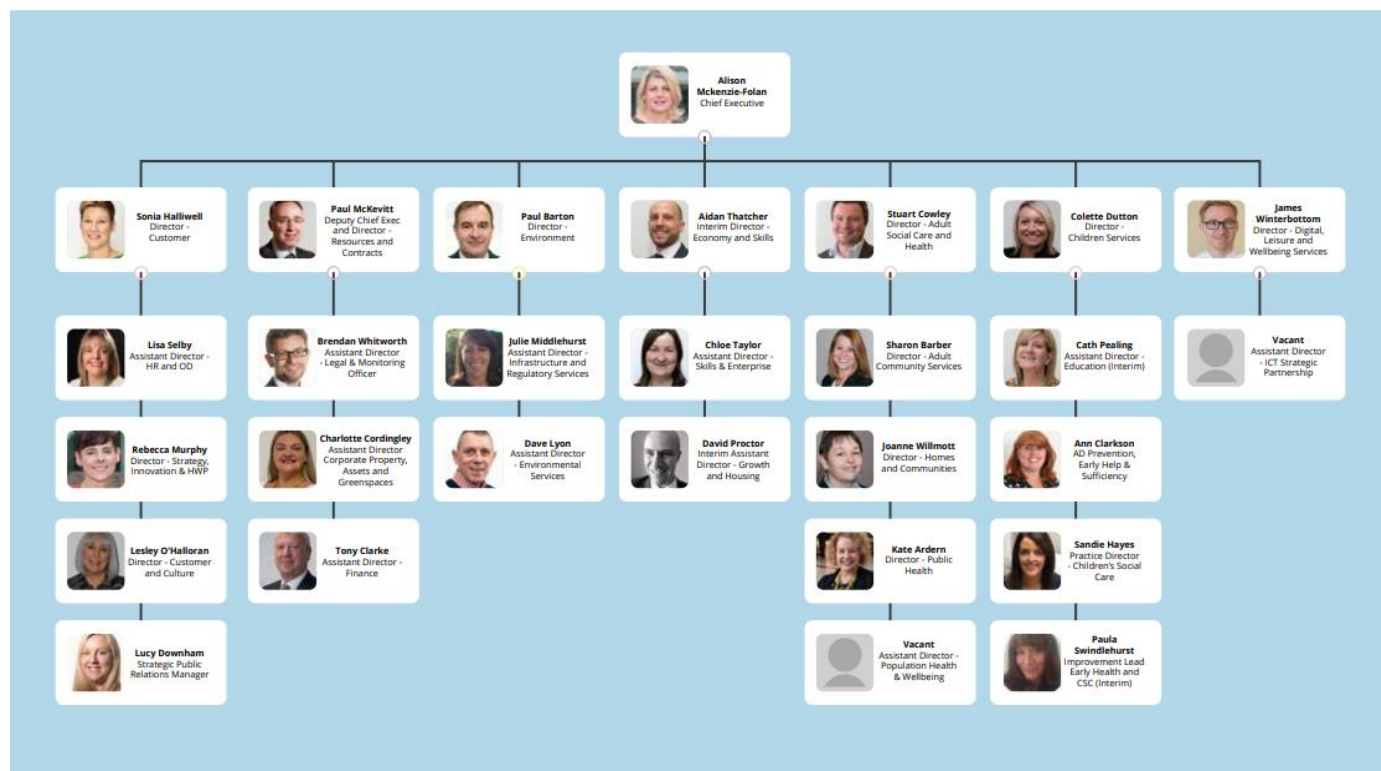 Alison
Mckenzie-Folan
Chief Executive
Sonia Halliwell
Director -
Customer
Paul McKevitt
Deputy Chief Exec
and Director -
Resources and
Contracts
Paul Barton
Director -
Environment
Aidan Thatcher
Interim Director -
Economy and Skills
Stuart Cowley
Director - Adult
Social Care and
Health
Colette Dutton
Director -
Children Services
James
Winterbottom
Director - Digital,
Leisure and
Wellbeing Services
Lisa Selby
Assistant Director -
HR and OD
Brendan Whitworth
Assistant Director
- Legal & Monitoring
Officer
Julie Middlehurst
Assistant Director -
Infrastructure and
Regulatory Services
Chloe Taylor
Assistant Director -
Skills & Enterprise
Sharon Barber
Director - Adult
Community Services
Cath Pealing
Assistant Director -
Education (Interim)
Vacant
Assistant Director
- ICT Strategic
Partnership
Rebecca Murphy
Director - Strategy,
Innovation & HWP
Charlotte Cordingley
Assistant Director
Corporate Property,
Assets and
Greenspaces
Dave Lyon
Assistant Director
- Environmental
Services
David Proctor
Interim Assistant
Director - Growth
and Housing
Joanne Willmott
Director - Homes
and Communities
Ann Clarkson
AD Prevention,
Early Help &
Sufficiency
Lesley O'Halloran
Director - Customer
and Culture
Tony Clarke
Assistant Director -
Finance
Kate Ardern
Director - Public
Health
Sandie Hayes
Practice Director
- Children's Social
Care
Lucy Downham
Strategic Public
Relations Manager
Vacant
Assistant Director -
Population Health
& Wellbeing
Paula
Swindlehurst
Improvement Lead
Early Health and
CSC (Interim)